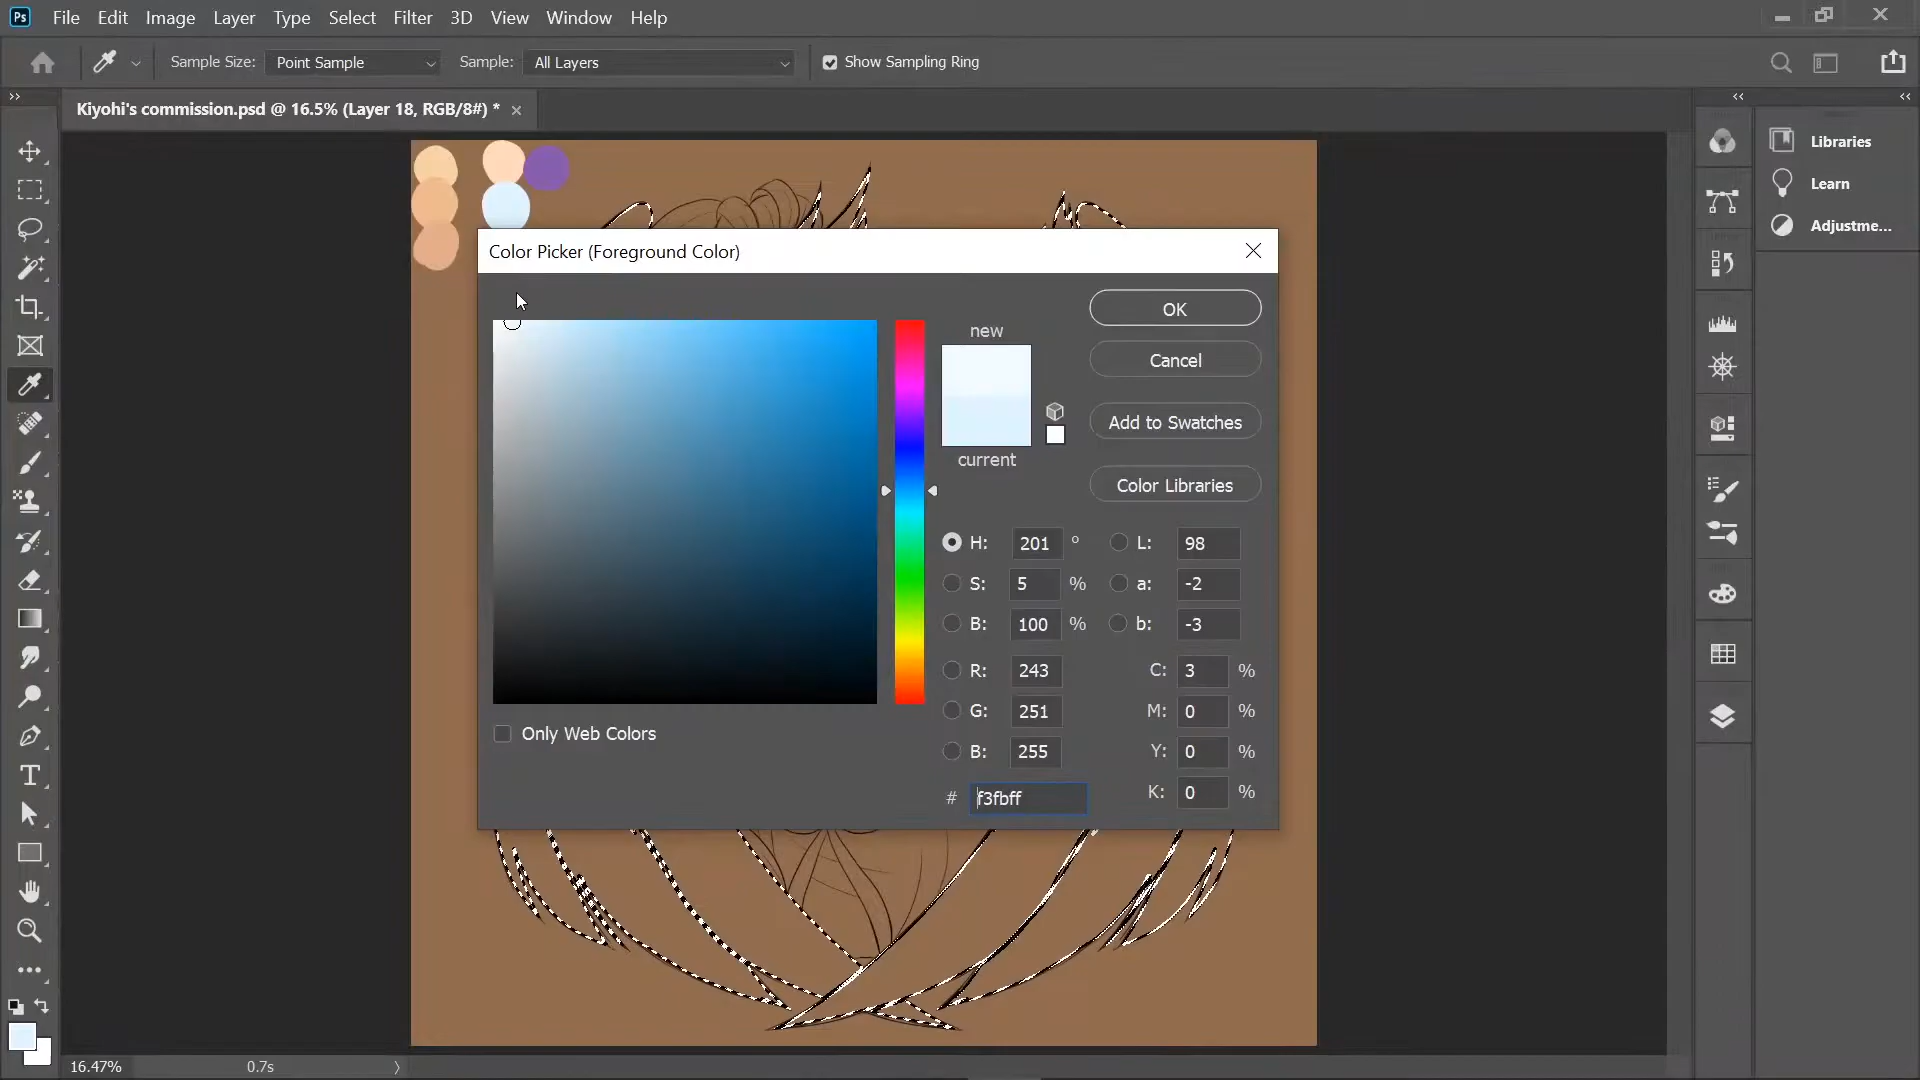 Ps File Edit Image Layer Type Select Filter 3D View Window Help
Sample Size: Point Sample Sample: All Layers Show Sampling Ring
Kiyohi's commission.psd @ 16.5% (Layer 18, RGB/8#) *
Libraries
Learn
Adjustme...
Color Picker (Foreground Color)
new
current
OK
Cancel
Add to Swatches
Color Libraries
H: 201 ° L: 98
S: 5 % a: -2
B: 100 % b: -3
R: 243 C: 3 %
G: 251 M: 0 %
B: 255 Y: 0 %
# f3fbff K: 0 %
Only Web Colors
16.47% 0.7s